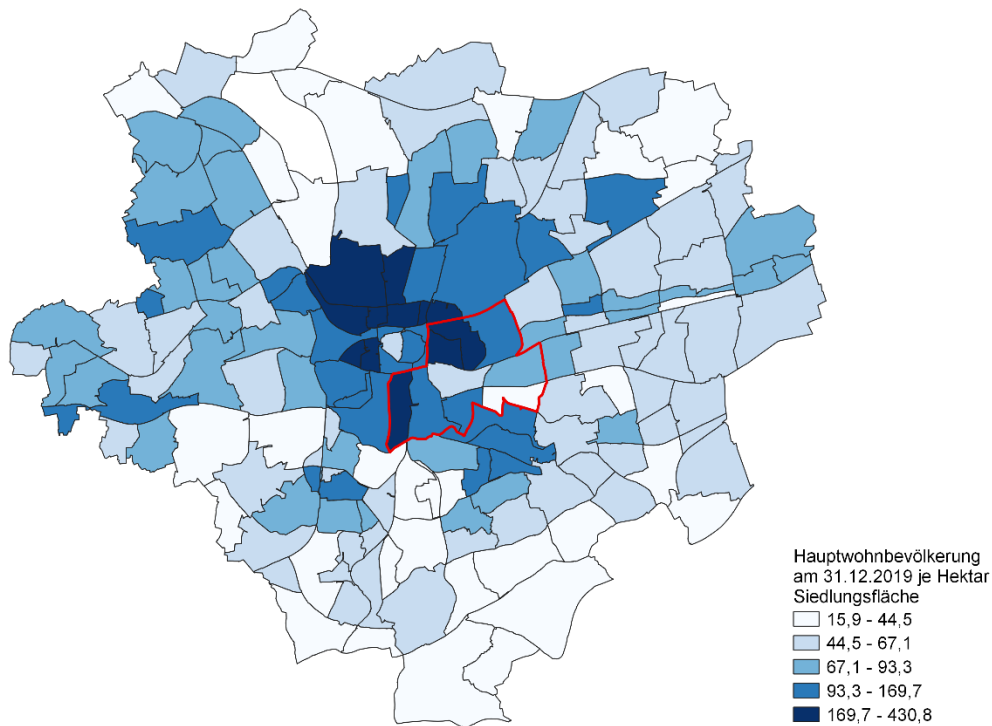 Hauptwohnbevölkerung
am 31.12.2019 je Hektar
Siedlungsfläche
15,9 - 44,5
44,5 - 67,1
67,1 - 93,3
93,3 - 169,7
169,7 - 430,8